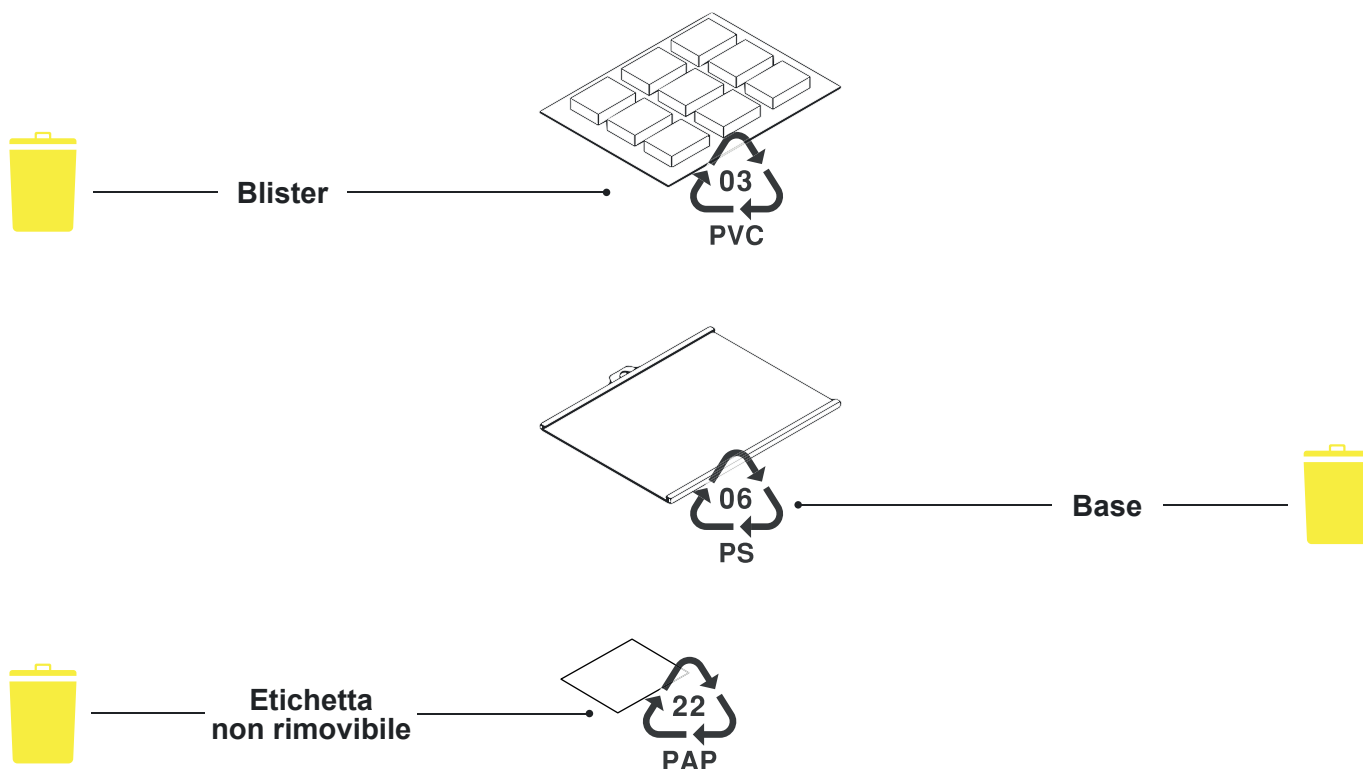 03
Blister
PVC
06
Base
PS
Etichetta
non rimovibile
22
PAP